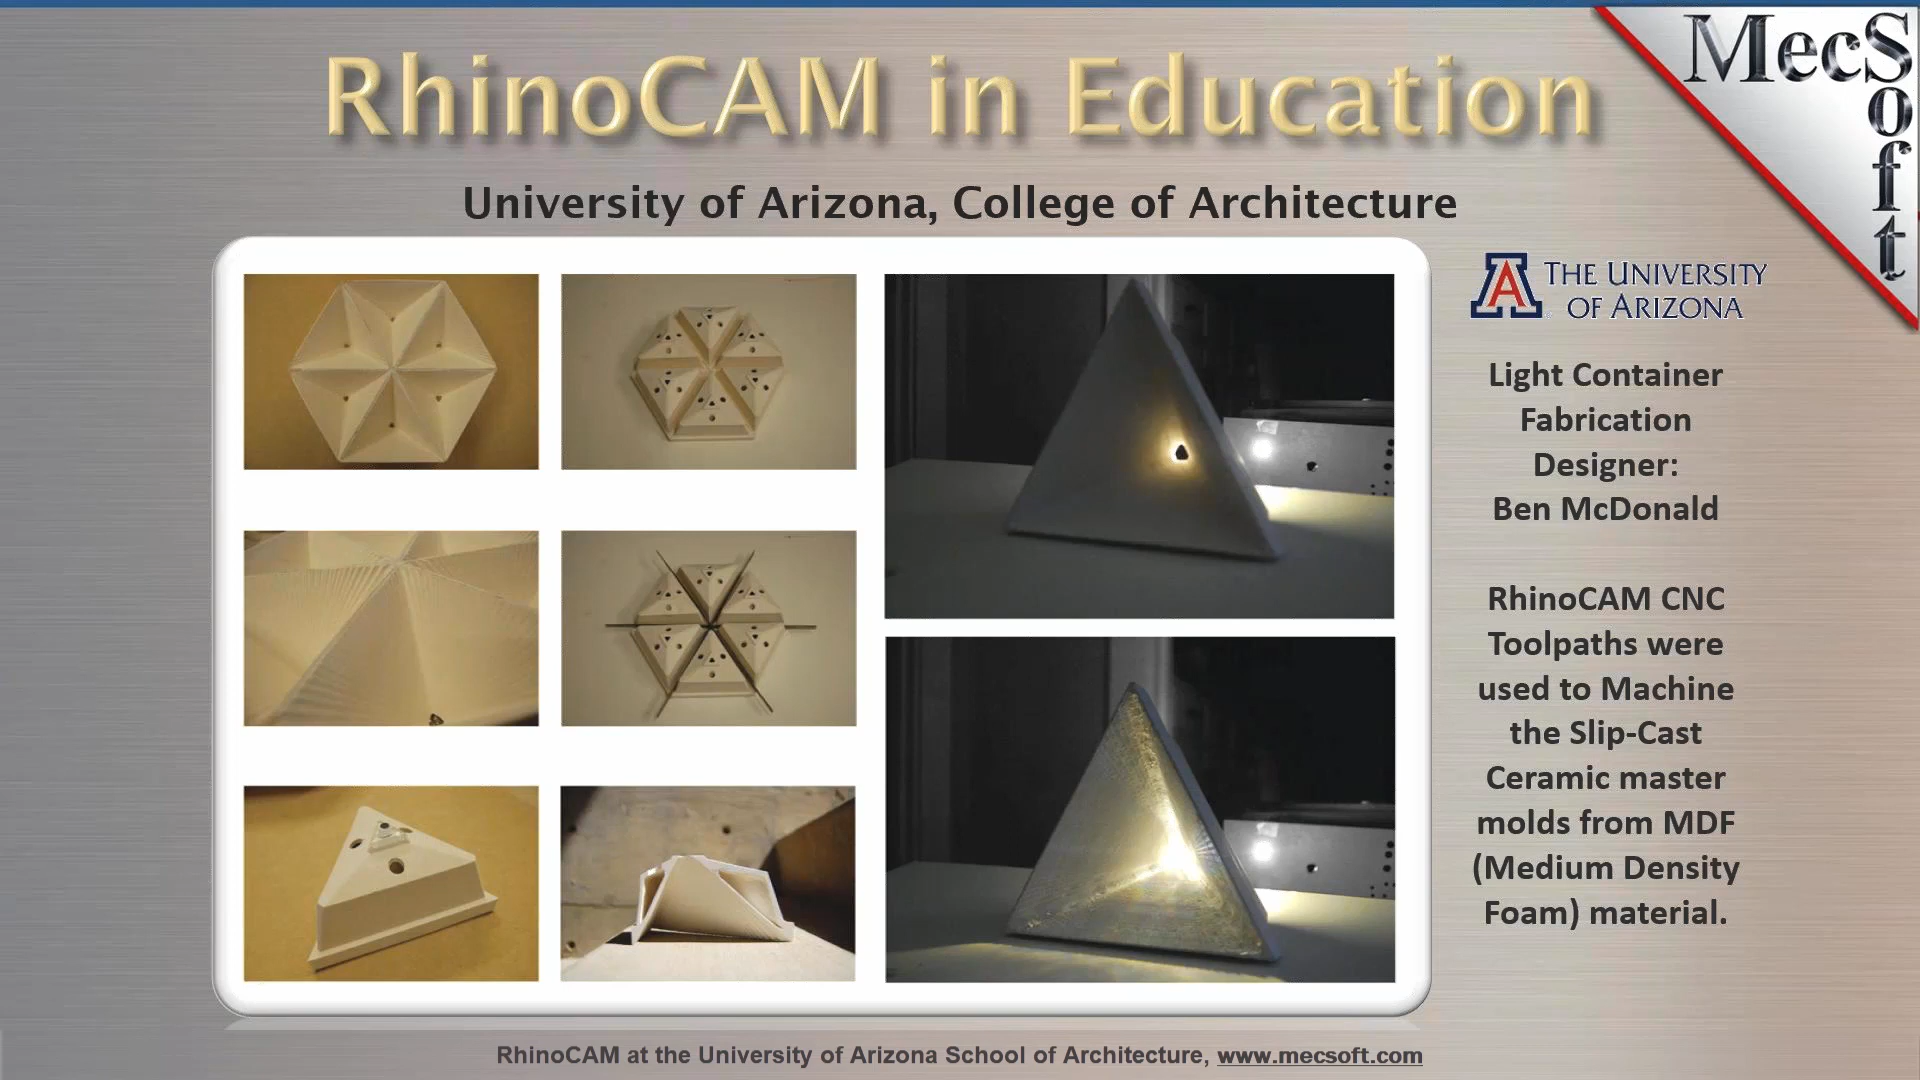 RhinoCAM in Education
MecSoft
University of Arizona, College of Architecture
A THE UNIVERSITY
OF ARIZONA
Light Container
Fabrication
Designer:
Ben McDonald
RhinoCAM CNC
Toolpaths were
used to Machine
the Slip-Cast
Ceramic master
molds from MDF
(Medium Density
Foam) material.
RhinoCAM at the University of Arizona School of Architecture, www.mecsoft.com